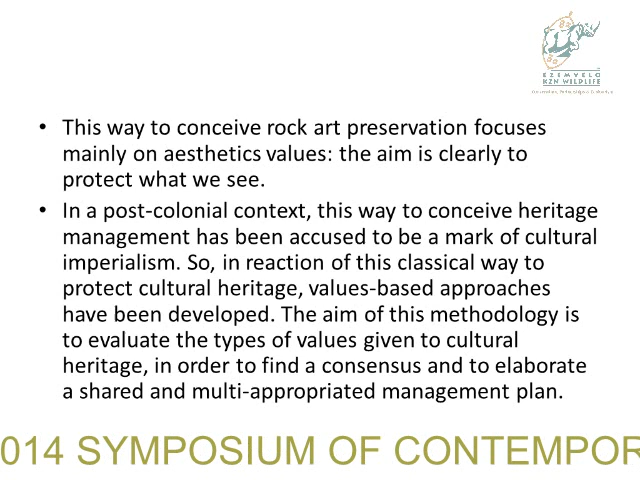 EZEMVELO
KZN WILDLIFE
• This way to conceive rock art preservation focuses
mainly on aesthetics values: the aim is clearly to
protect what we see.
• In a post-colonial context, this way to conceive heritage
management has been accused to be a mark of cultural
imperialism. So, in reaction of this classical way to
protect cultural heritage, values-based approaches
have been developed. The aim of this methodology is
to evaluate the types of values given to cultural
heritage, in order to find a consensus and to elaborate
a shared and multi-appropriated management plan.
014 SYMPOSIUM OF CONTEMPOR